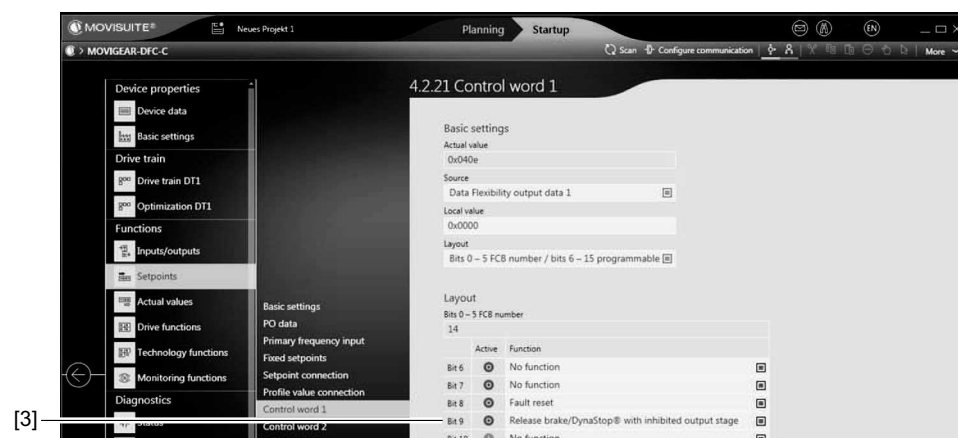 MOVISUITE® Neues Projekt 1 Planning Startup EN
> MOVIGEAR-DFC-C Scan Configure communication More
4.2.21 Control word 1
Device properties
Device data
Basic settings
Drive train
Drive train DT1
Optimization DT1
Functions
Inputs/outputs
Setpoints
Actual values
Drive functions
Technology functions
Monitoring functions
Diagnostics
Status
Basic settings
PO data
Primary frequency input
Fixed setpoints
Setpoint connection
Profile value connection
Control word 1
Control word 2
Basic settings
Actual value
0x040e
Source
Data Flexibility output data 1
Local value
0x0000
Layout
Bits 0 – 5 FCB number / bits 6 – 15 programmable
Layout
Bits 0 – 5 FCB number
14
Active Function
Bit 6 No function
Bit 7 No function
Bit 8 Fault reset
[3] Bit 9 Release brake/DynaStop® with inhibited output stage
Bit 10 No function